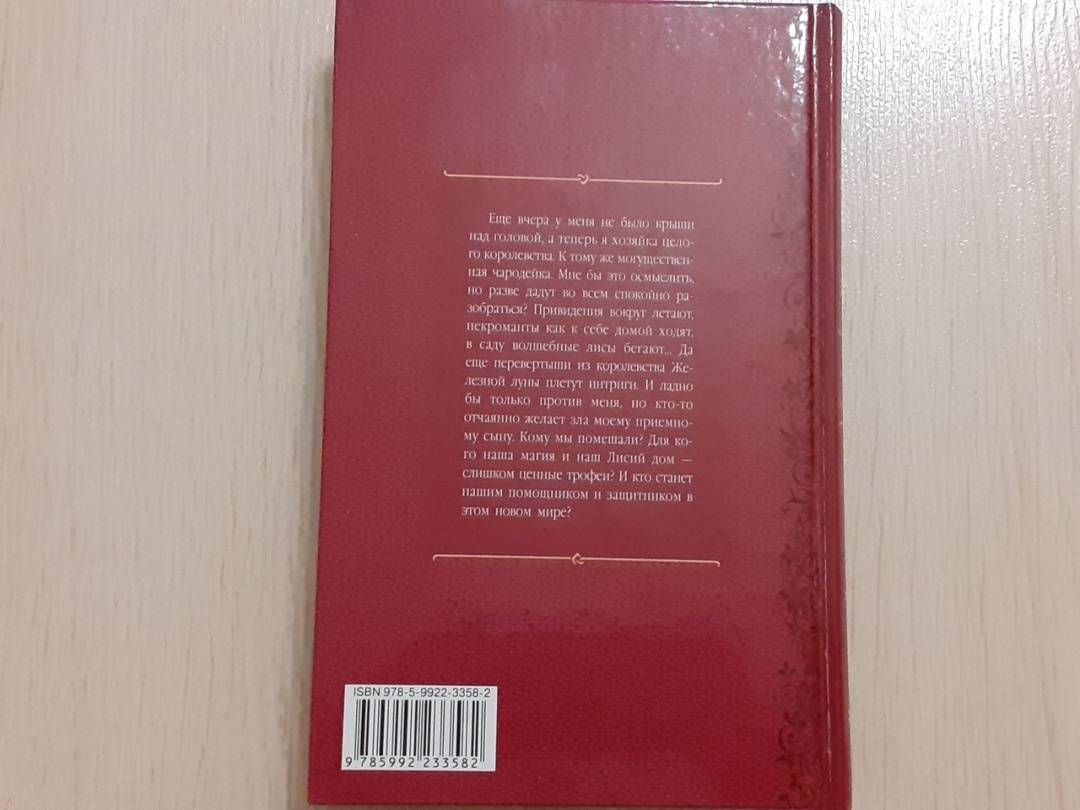 Еще вчера у меня не было крыши
над головой, а теперь я хозяйка цело-
го королевства. К тому же могуществен-
ная чародейка. Мне бы это осмыслить,
но разве дадут во всем спокойно ра-
зобраться? Привидения вокруг летают,
некроманты как к себе домой ходят,
в саду волшебные лисы бегают... Да
еще перевертыши из королевства Же-
лезной луны плетут интриги. И ладно
бы только против меня, но кто-то
отчаянно желает зла моему приемно-
му сыну. Кому мы помешали? Для ко-
го наша магия и наш Лисий дом —
слишком ценные трофеи? И кто станет
нашим помощником и защитником в
этом новом мире?
ISBN 978-5-9922-3358-2
9 785992 233582